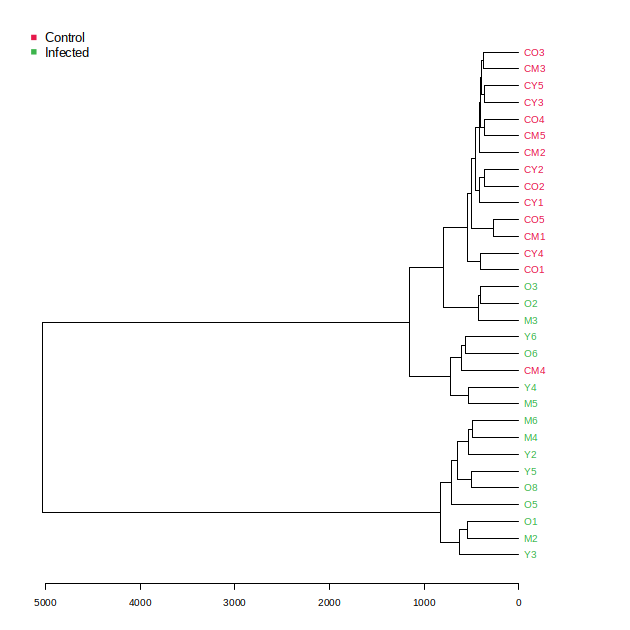 Control
Infected
CO3
CM3
CY5
CY3
CO4
CM5
CM2
CY2
CO2
CY1
CO5
CM1
CY4
CO1
O3
O2
M3
Y6
O6
CM4
Y4
M5
M6
M4
Y2
Y5
O8
O5
O1
M2
Y3
5000 4000 3000 2000 1000 0